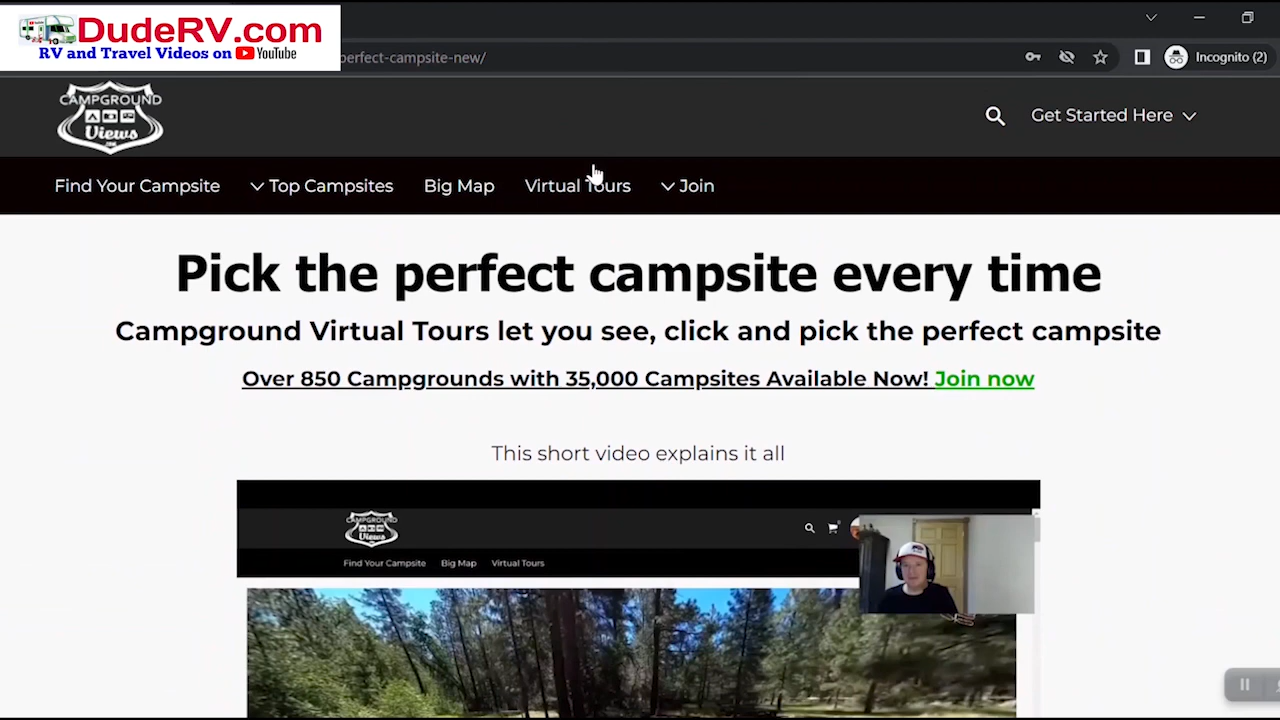 DudeRV.com
RV and Travel Videos on YouTube
perfect-campsite-new/
Incognito (2)
CAMPGROUND
Views
Get Started Here
Find Your Campsite
Top Campsites
Big Map
Virtual Tours
Join
Pick the perfect campsite every time
Campground Virtual Tours let you see, click and pick the perfect campsite
Over 850 Campgrounds with 35,000 Campsites Available Now! Join now
This short video explains it all
CAMPGROUND
Views
Find Your Campsite
Big Map
Virtual Tours